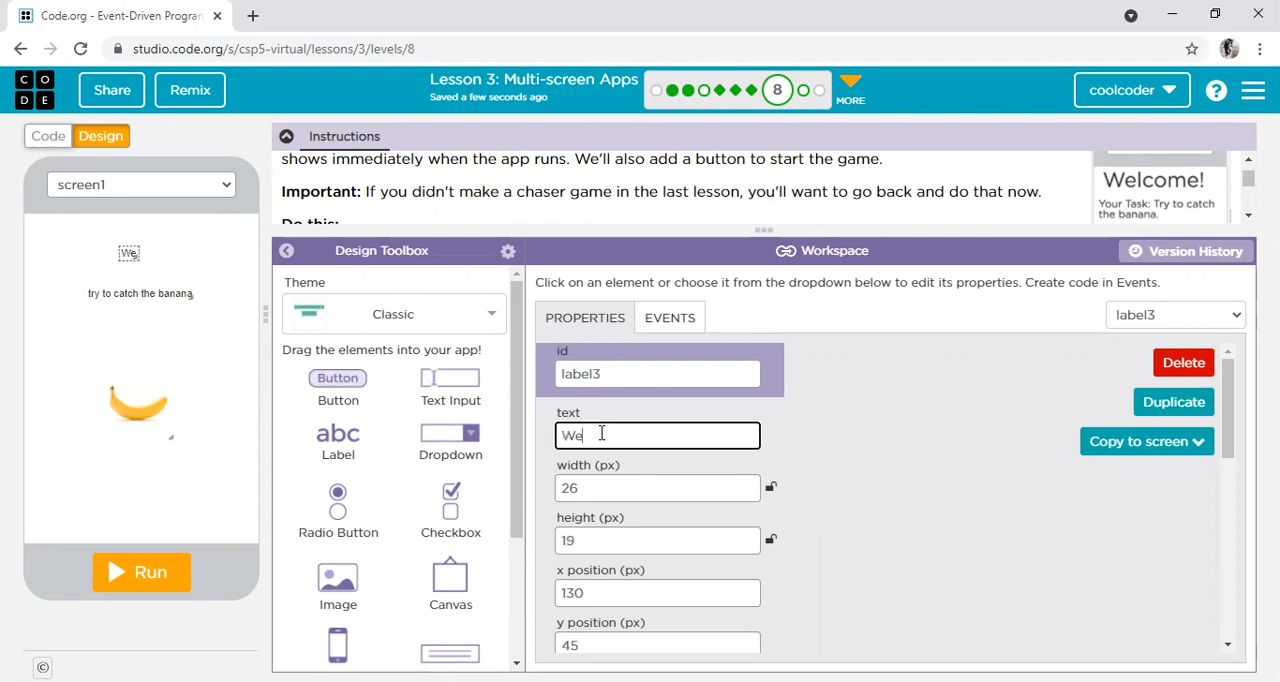 Code.org - Event-Driven Program
studio.code.org/s/csp5-virtual/lessons/3/levels/8
C O D E
Share
Remix
Lesson 3: Multi-screen Apps
Saved a few seconds ago
8
MORE
coolcoder
?
Code
Design
Instructions
screen1
shows immediately when the app runs. We'll also add a button to start the game.
Important: If you didn't make a chaser game in the last lesson, you'll want to go back and do that now.
Do this:
Welcome!
Your Task: Try to catch
the banana.
Design Toolbox
Workspace
Version History
We
try to catch the banana
Theme
Classic
Drag the elements into your app!
Button
Button
Text Input
abc
Label
Dropdown
Radio Button
Checkbox
Image
Canvas
Run
©
Click on an element or choose it from the dropdown below to edit its properties. Create code in Events.
PROPERTIES
EVENTS
label3
id
label3
Delete
text
We
Duplicate
Copy to screen
width (px)
26
height (px)
19
x position (px)
130
y position (px)
45